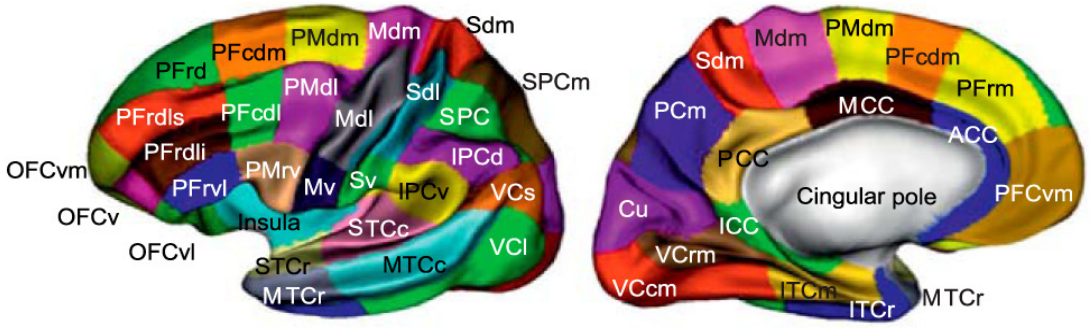 Sdm
PMdm
Mdm
PFcdm
PFrd
SPCm
PMdl
Sdl
PFrdls
PFcdl
Mdl
SPC
PFrdli
IPCd
OFCvm
PMrv
PFrvl
Mv
Sv
IPCv
VCs
OFCv
Insula
STCc
OFCvl
VCl
STCr
MTCc
MTCr
PMdm
Mdm
PFcdm
Sdm
PFrm
PCm
MCC
ACC
PCC
Cingular pole
PFCvm
Cu
ICC
VCrm
VCcm
ITCm
ITCr
MTCr